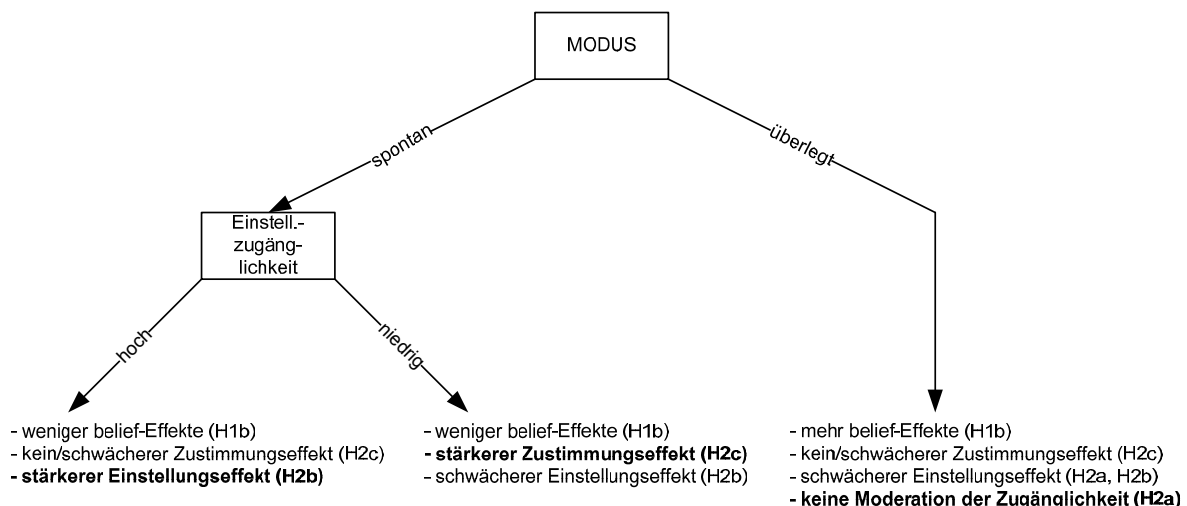 MODUS
spontan
überlegt
Einstell.-
zugäng-
lichkeit
hoch
niedrig
- weniger belief-Effekte (H1b)
- kein/schwächerer Zustimmungseffekt (H2c)
- stärkerer Einstellungseffekt (H2b)
- weniger belief-Effekte (H1b)
- stärkerer Zustimmungseffekt (H2c)
- schwächerer Einstellungseffekt (H2b)
- mehr belief-Effekte (H1b)
- kein/schwächerer Zustimmungseffekt (H2c)
- schwächerer Einstellungseffekt (H2a, H2b)
- keine Moderation der Zugänglichkeit (H2a)